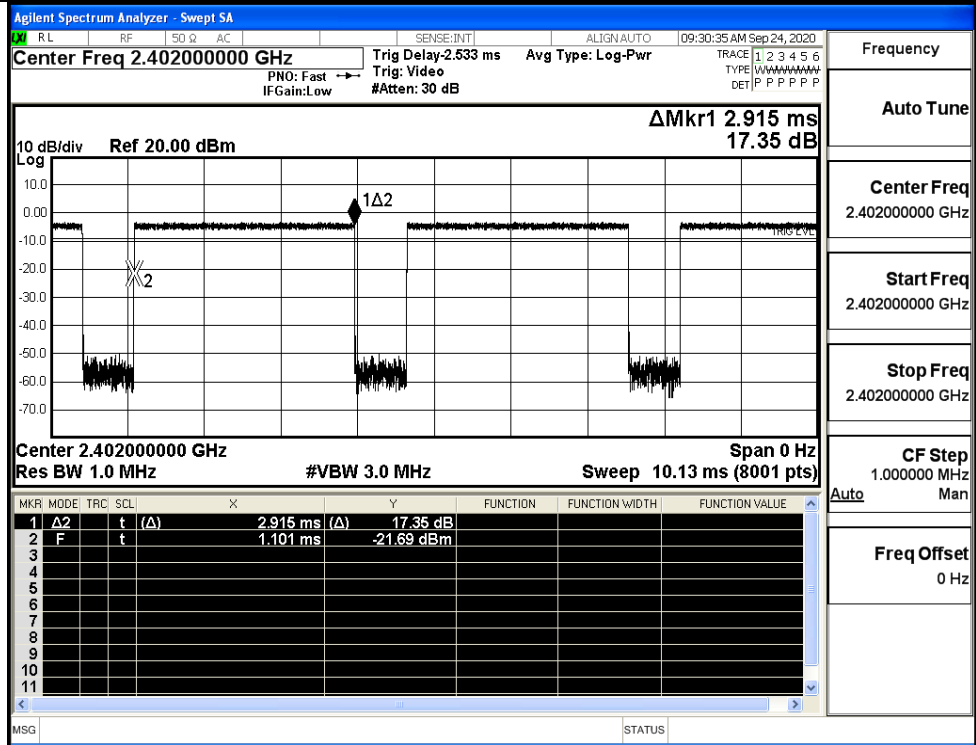 Agilent Spectrum Analyzer - Swept SA
LXI RL RF 50 Ω AC SENSE:INT ALIGNAUTO 09:30:35 AM Sep 24, 2020
Center Freq 2.402000000 GHz
PNO: Fast
IFGain:Low
Trig Delay-2.533 ms
Trig: Video
#Atten: 30 dB
Avg Type: Log-Pwr
TRACE 1 2 3 4 5 6
TYPE WWWWWW
DET P P P P P P
ΔMkr1 2.915 ms
17.35 dB
10 dB/div Ref 20.00 dBm
Log
10.0
0.00
-10.0
-20.0
-30.0
-40.0
-50.0
-60.0
-70.0
1Δ2
2
TRIG LVL
Center 2.402000000 GHz Span 0 Hz
Res BW 1.0 MHz #VBW 3.0 MHz Sweep 10.13 ms (8001 pts)
MKR MODE TRC SCL X Y FUNCTION FUNCTION WIDTH FUNCTION VALUE
1 Δ2 t (Δ) 2.915 ms (Δ) 17.35 dB
2 F t 1.101 ms -21.69 dBm
3
4
5
6
7
8
9
10
11
MSG STATUS
Frequency
Auto Tune
Center Freq
2.402000000 GHz
Start Freq
2.402000000 GHz
Stop Freq
2.402000000 GHz
CF Step
1.000000 MHz
Auto Man
Freq Offset
0 Hz